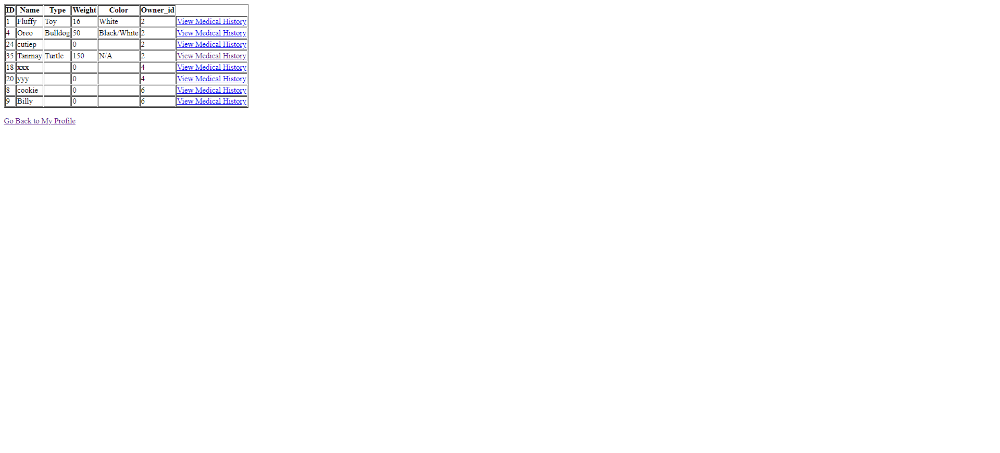 ID Name Type Weight Color Owner_id
1 Fluffy Toy 16 White 2 View Medical History
4 Oreo Bulldog 50 Black/White 2 View Medical History
24 cutiep 0 2 View Medical History
35 Tanmay Turtle 150 N/A 2 View Medical History
18 xxx 0 4 View Medical History
20 yyy 0 4 View Medical History
8 cookie 0 6 View Medical History
9 Billy 0 6 View Medical History
Go Back to My Profile